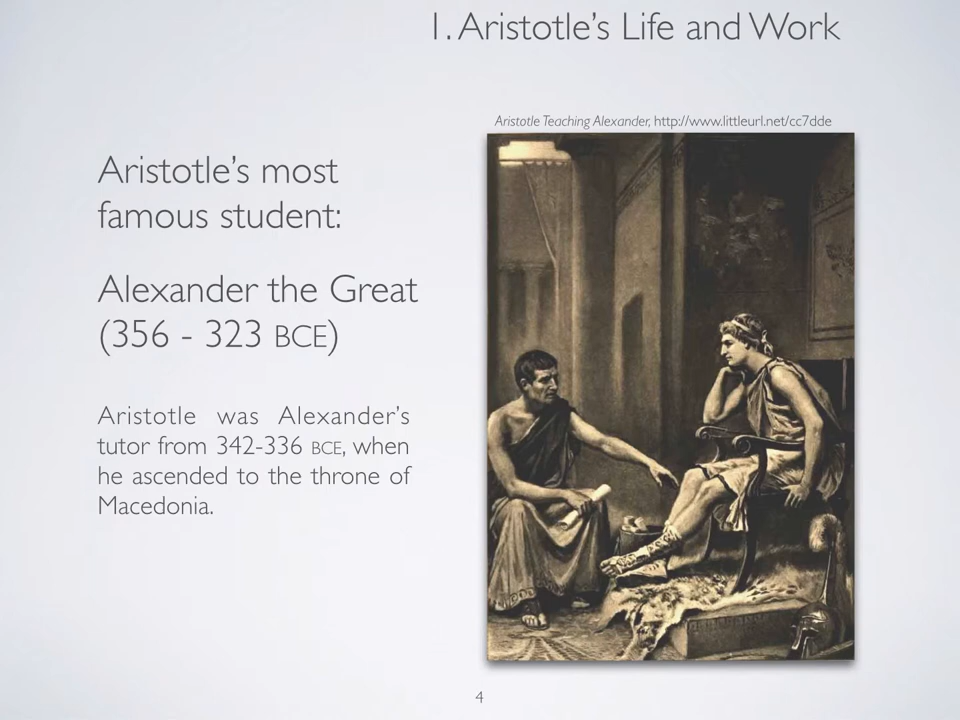 1. Aristotle's Life and Work
Aristotle Teaching Alexander, http://www.littleurl.net/cc7dde
Aristotle's most
famous student:
Alexander the Great
(356 - 323 BCE)
Aristotle was Alexander's
tutor from 342-336 BCE, when
he ascended to the throne of
Macedonia.
4